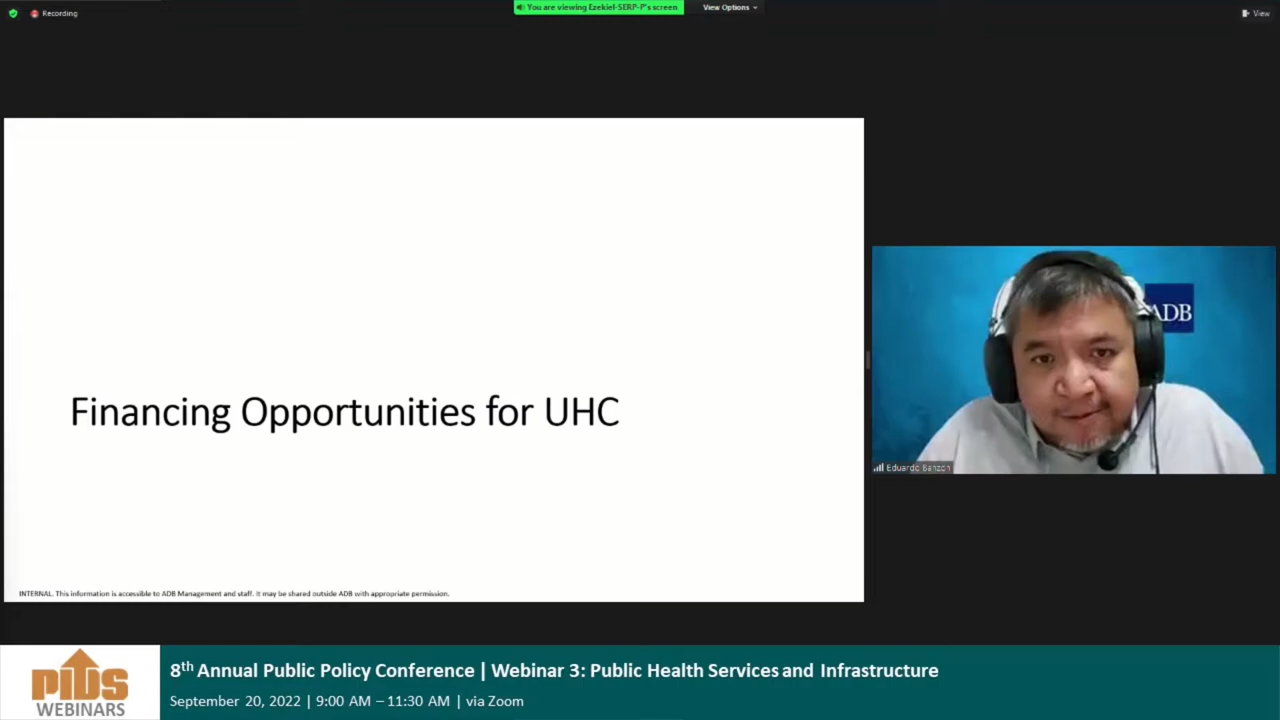 Recording
You are viewing Ezekiel-SERP-P's screen
View Options
View
Financing Opportunities for UHC
ADB
Eduardo Banzon
INTERNAL. This information is accessible to ADB Management and staff. It may be shared outside ADB with appropriate permission.
PIDS
WEBINARS
8th Annual Public Policy Conference | Webinar 3: Public Health Services and Infrastructure
September 20, 2022 | 9:00 AM – 11:30 AM | via Zoom